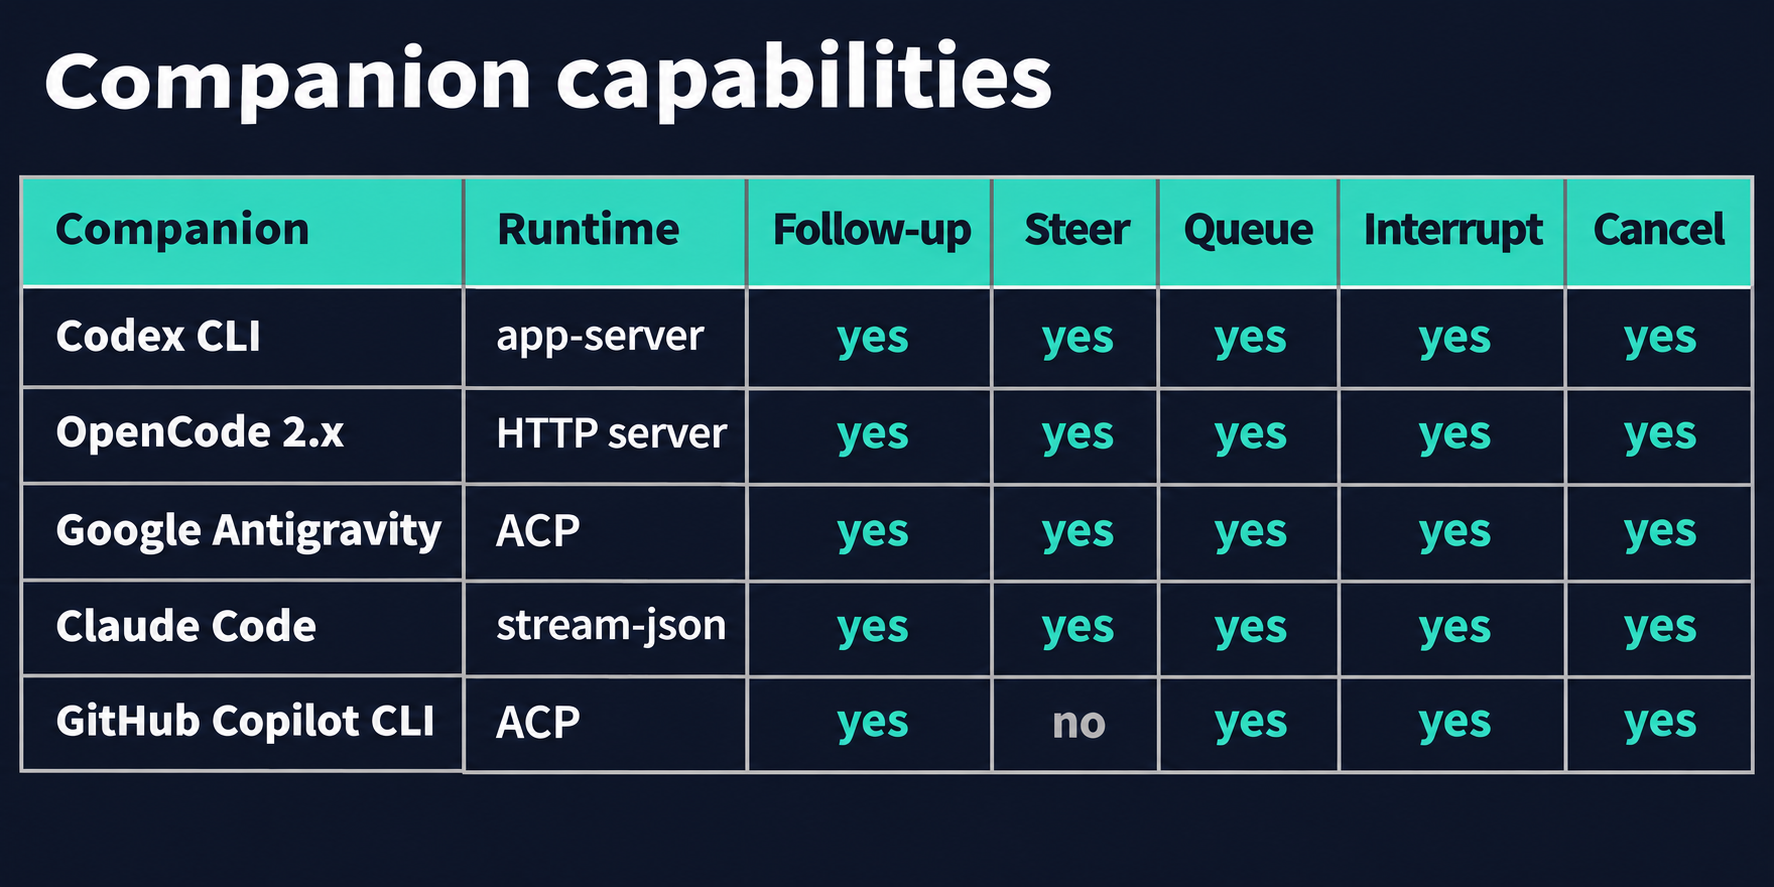 Companion capabilities
Companion Runtime Follow-up Steer Queue Interrupt Cancel
Codex CLI app-server yes yes yes yes yes
OpenCode 2.x HTTP server yes yes yes yes yes
Google Antigravity ACP yes yes yes yes yes
Claude Code stream-json yes yes yes yes yes
GitHub Copilot CLI ACP yes no yes yes yes